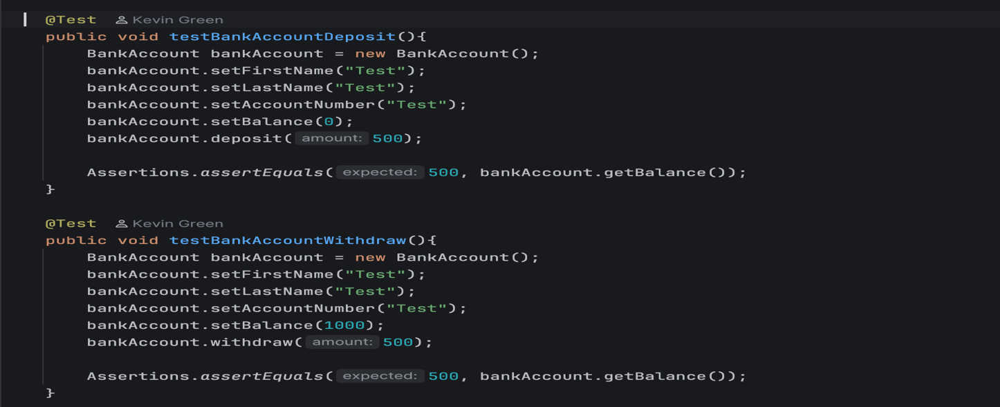 @Test Kevin Green
public void testBankAccountDeposit(){
BankAccount bankAccount = new BankAccount();
bankAccount.setFirstName("Test");
bankAccount.setLastName("Test");
bankAccount.setAccountNumber("Test");
bankAccount.setBalance(0);
bankAccount.deposit( amount: 500);
Assertions.assertEquals( expected: 500, bankAccount.getBalance());
}
@Test Kevin Green
public void testBankAccountWithdraw(){
BankAccount bankAccount = new BankAccount();
bankAccount.setFirstName("Test");
bankAccount.setLastName("Test");
bankAccount.setAccountNumber("Test");
bankAccount.setBalance(1000);
bankAccount.withdraw( amount: 500);
Assertions.assertEquals( expected: 500, bankAccount.getBalance());
}